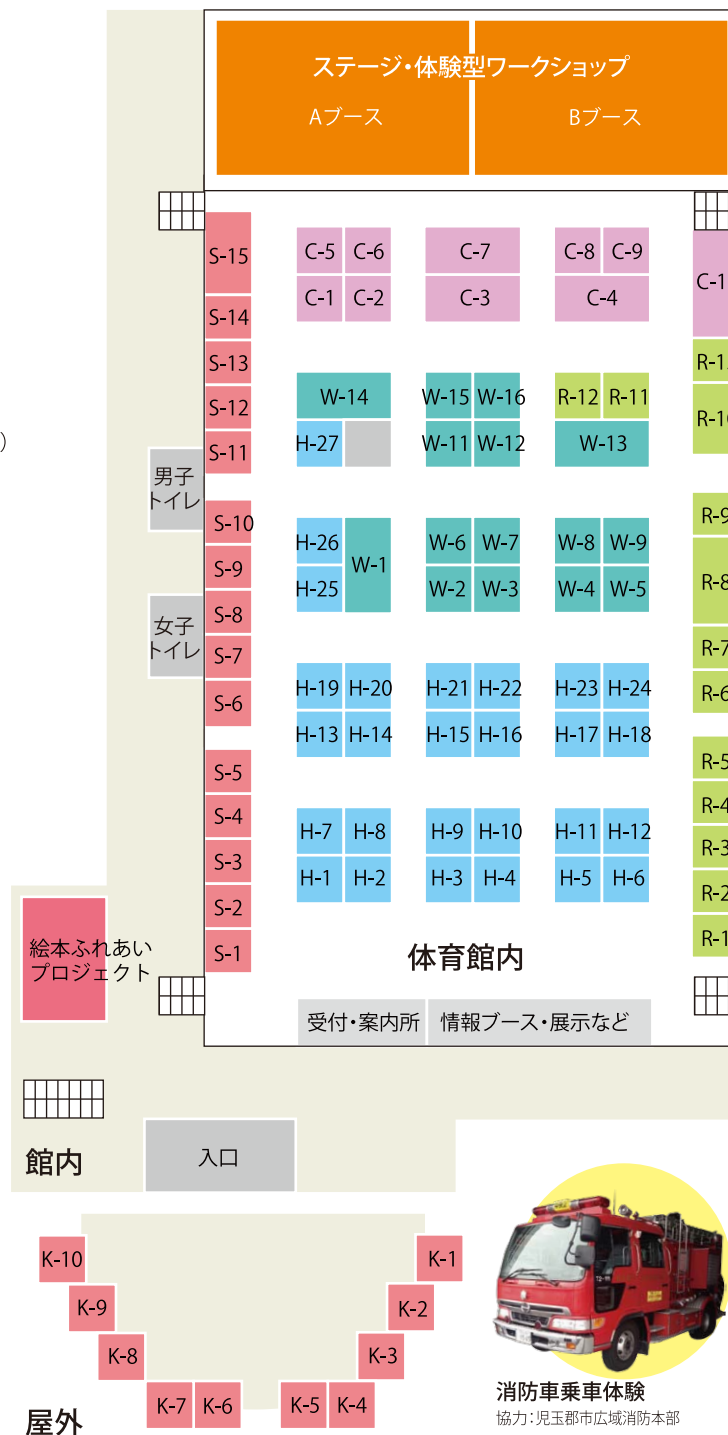 ステージ・体験型ワークショップ
Aブース Bブース
S-15 C-5 C-6 C-7 C-8 C-9
C-1 C-2 C-3 C-4
S-14
S-13
S-12 W-14 W-15 W-16 R-12 R-11
S-11 H-27 W-11 W-12 W-13
)
男子
トイレ
S-10 R-9
H-26 W-1 W-6 W-7 W-8 W-9
S-9 H-25 W-2 W-3 W-4 W-5 R-8
S-8
女子
トイレ
S-7 R-7
S-6 H-19 H-20 H-21 H-22 H-23 H-24 R-6
H-13 H-14 H-15 H-16 H-17 H-18
S-5 R-5
S-4 H-7 H-8 H-9 H-10 H-11 H-12 R-4
S-3 H-1 H-2 H-3 H-4 H-5 H-6 R-3
S-2 R-2
S-1
絵本ふれあい
プロジェクト
体育館内
受付・案内所 情報ブース・展示など
館内
入口
K-10 K-1
K-9 K-2
K-8 K-3
K-7 K-6 K-5 K-4
屋外
消防車乗車体験
協力：児玉郡市広域消防本部